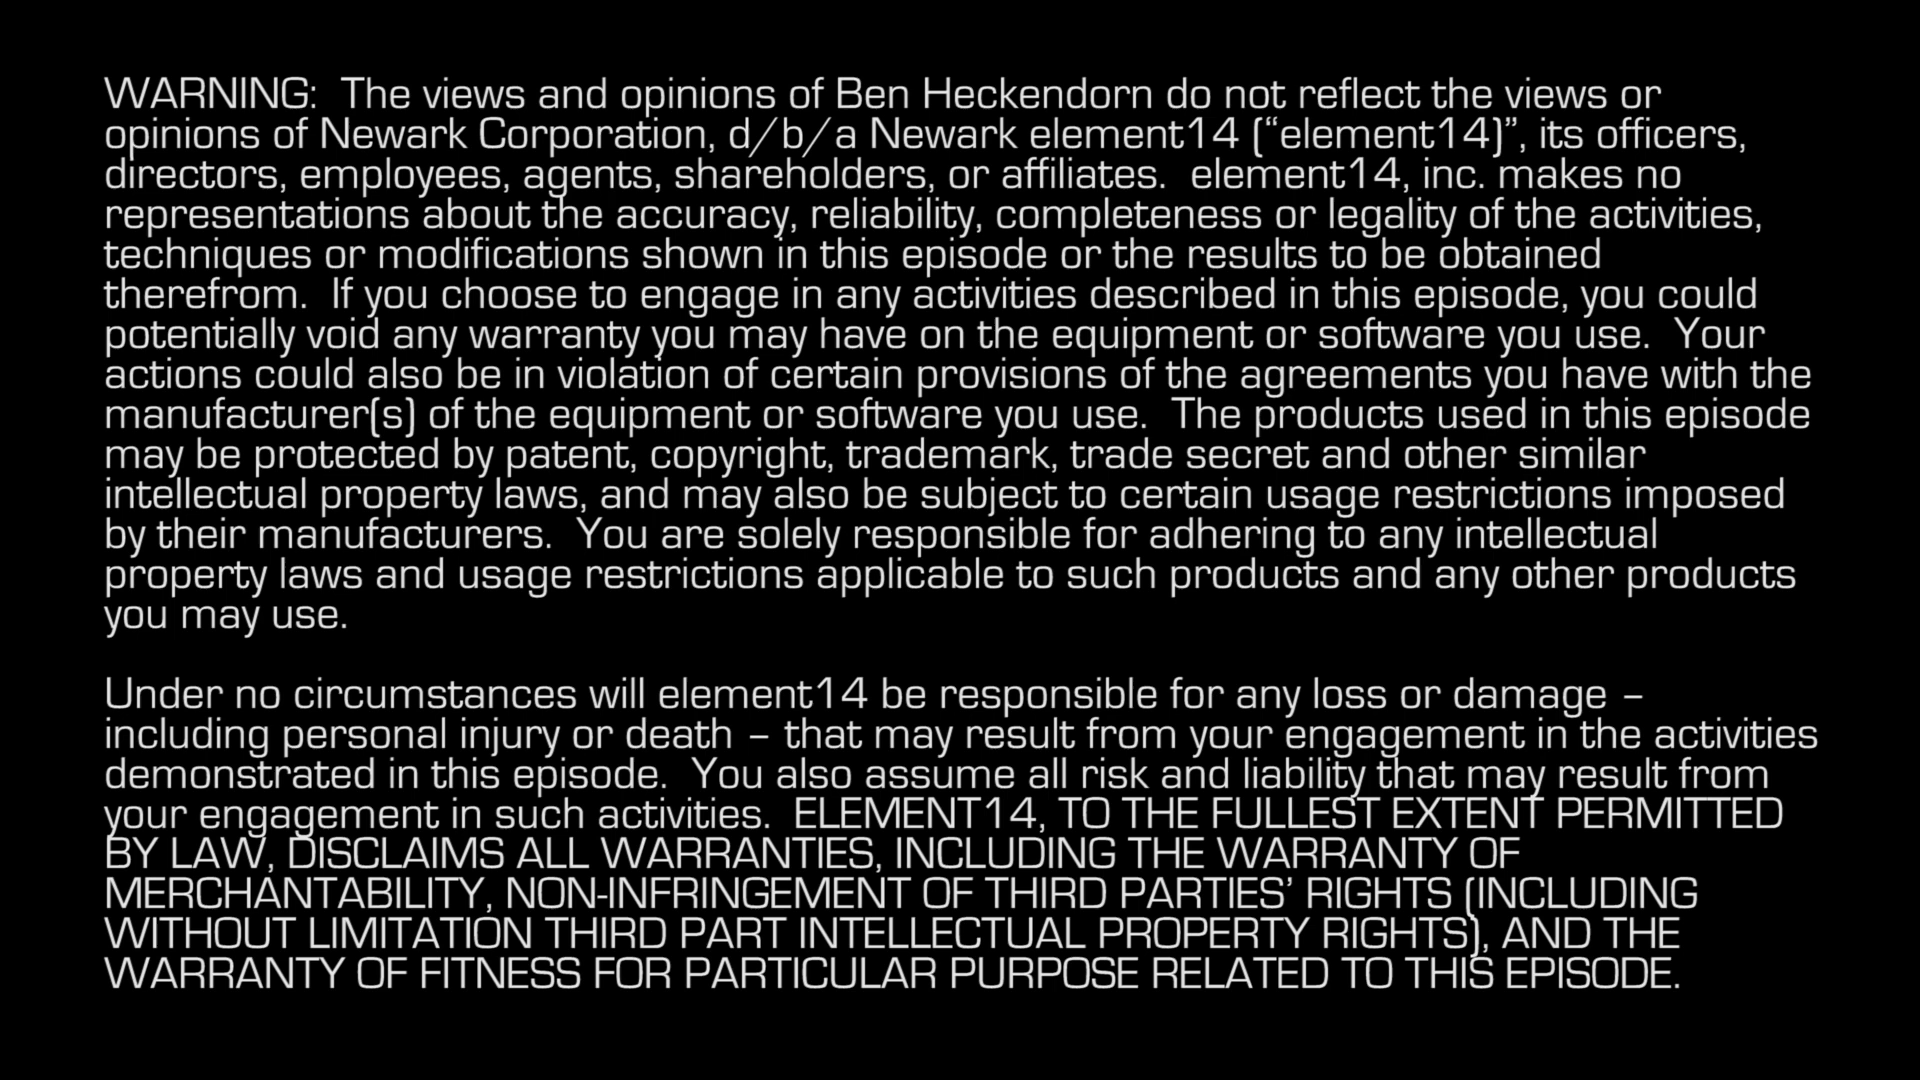 WARNING:  The views and opinions of Ben Heckendorn do not reflect the views or
opinions of Newark Corporation, d/b/a Newark element14 (“element14)”, its officers,
directors, employees, agents, shareholders, or affiliates.  element14, inc. makes no
representations about the accuracy, reliability, completeness or legality of the activities,
techniques or modifications shown in this episode or the results to be obtained
therefrom.  If you choose to engage in any activities described in this episode, you could
potentially void any warranty you may have on the equipment or software you use.  Your
actions could also be in violation of certain provisions of the agreements you have with the
manufacturer(s) of the equipment or software you use.  The products used in this episode
may be protected by patent, copyright, trademark, trade secret and other similar
intellectual property laws, and may also be subject to certain usage restrictions imposed
by their manufacturers.  You are solely responsible for adhering to any intellectual
property laws and usage restrictions applicable to such products and any other products
you may use.
Under no circumstances will element14 be responsible for any loss or damage –
including personal injury or death – that may result from your engagement in the activities
demonstrated in this episode.  You also assume all risk and liability that may result from
your engagement in such activities.  ELEMENT14, TO THE FULLEST EXTENT PERMITTED
BY LAW, DISCLAIMS ALL WARRANTIES, INCLUDING THE WARRANTY OF
MERCHANTABILITY, NON-INFRINGEMENT OF THIRD PARTIES’ RIGHTS (INCLUDING
WITHOUT LIMITATION THIRD PART INTELLECTUAL PROPERTY RIGHTS), AND THE
WARRANTY OF FITNESS FOR PARTICULAR PURPOSE RELATED TO THIS EPISODE.